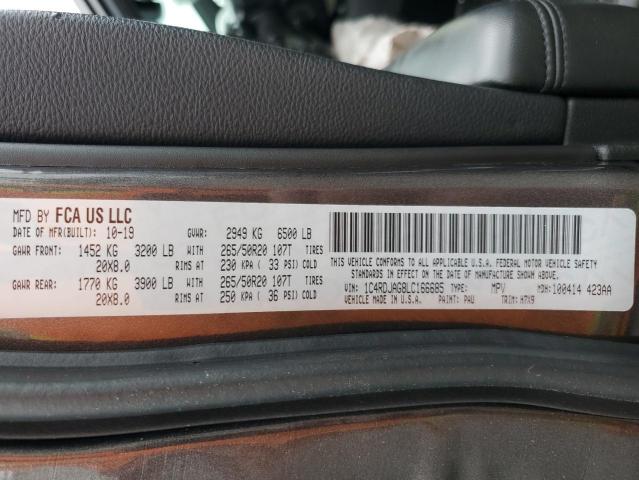 MFD BY FCA US LLC
DATE OF MFR(BUILT): 10-19 GVWR: 2949 KG 6500 LB
GAWR FRONT: 1452 KG 3200 LB WITH 265/50R20 107T TIRES
20X8.0 RIMS AT 230 KPA ( 33 PSI) COLD
GAWR REAR: 1770 KG 3900 LB WITH 265/50R20 107T TIRES
20X8.0 RIMS AT 250 KPA ( 36 PSI) COLD
THIS VEHICLE CONFORMS TO ALL APPLICABLE U.S.A. FEDERAL MOTOR VEHICLE SAFETY
STANDARDS IN EFFECT ON THE DATE OF MANUFACTURE SHOWN ABOVE.
VIN: 1C4RDJAG8LC166685 TYPE: MPV MDH: 100414 423AA
VEHICLE MADE IN U.S.A. PAINT: PAU TRIM: H7X9